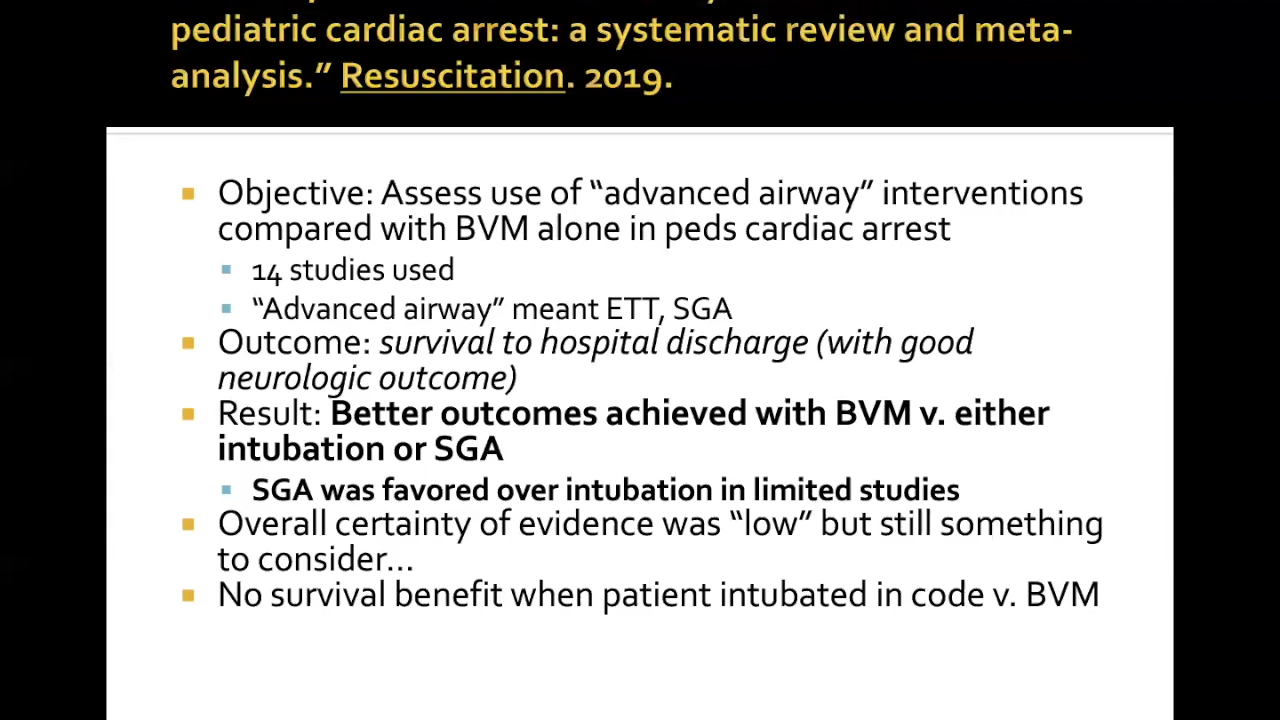 pediatric cardiac arrest: a systematic review and meta-
analysis.” Resuscitation. 2019.
Objective: Assess use of “advanced airway” interventions
compared with BVM alone in peds cardiac arrest
14 studies used
“Advanced airway” meant ETT, SGA
Outcome: survival to hospital discharge (with good
neurologic outcome)
Result: Better outcomes achieved with BVM v. either
intubation or SGA
SGA was favored over intubation in limited studies
Overall certainty of evidence was “low” but still something
to consider…
No survival benefit when patient intubated in code v. BVM